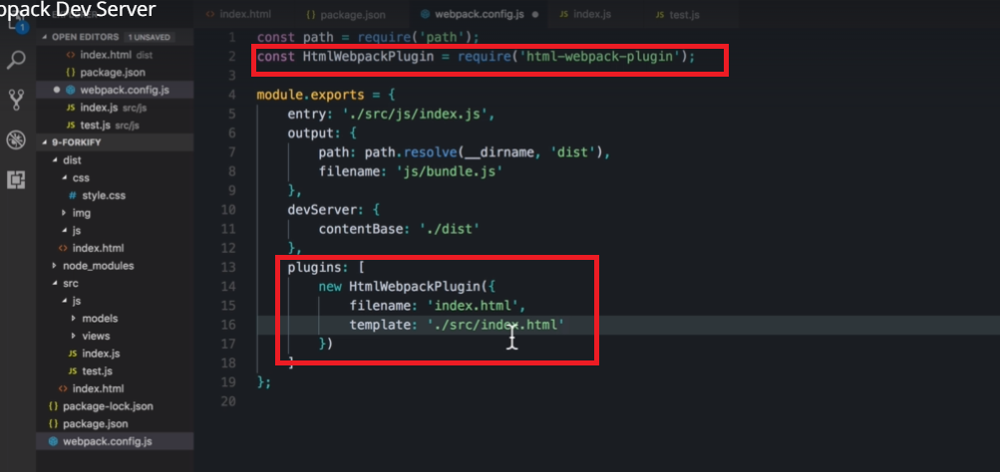 pack Dev Server
index.html
package.json
webpack.config.js
index.js
test.js
1
OPEN EDITORS 1 UNSAVED
index.html dist
package.json
webpack.config.js
index.js src/js
test.js src/js
9-FORKIFY
dist
css
style.css
img
js
index.html
node_modules
src
js
models
views
index.js
test.js
index.html
package-lock.json
package.json
webpack.config.js
1 const path = require('path');
2 const HtmlWebpackPlugin = require('html-webpack-plugin');
3
4 module.exports = {
5 entry: './src/js/index.js',
6 output: {
7 path: path.resolve(__dirname, 'dist'),
8 filename: 'js/bundle.js'
9 },
10 devServer: {
11 contentBase: './dist'
12 },
13 plugins: [
14 new HtmlWebpackPlugin({
15 filename: 'index.html',
16 template: './src/index.html'
17 })
18 ]
19 };
20